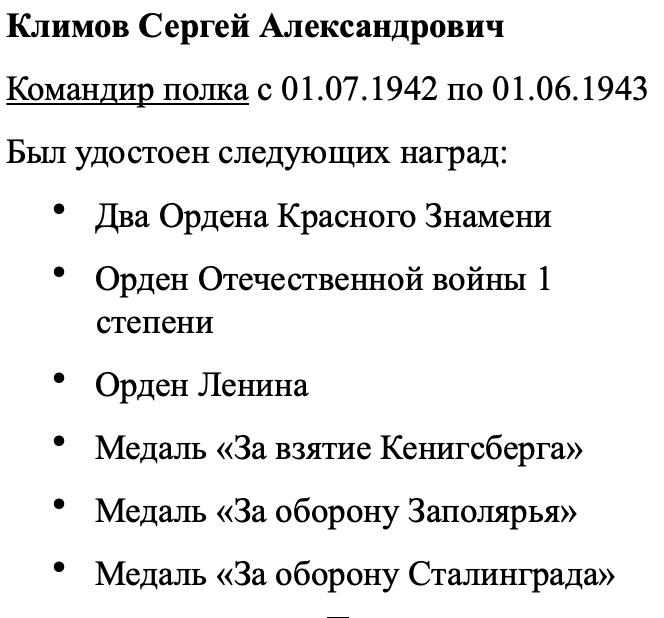 Климов Сергей Александрович
Командир полка с 01.07.1942 по 01.06.1943
Был удостоен следующих наград:
• Два Ордена Красного Знамени
• Орден Отечественной войны 1
степени
• Орден Ленина
• Медаль «За взятие Кенигсберга»
• Медаль «За оборону Заполярья»
• Медаль «За оборону Сталинграда»